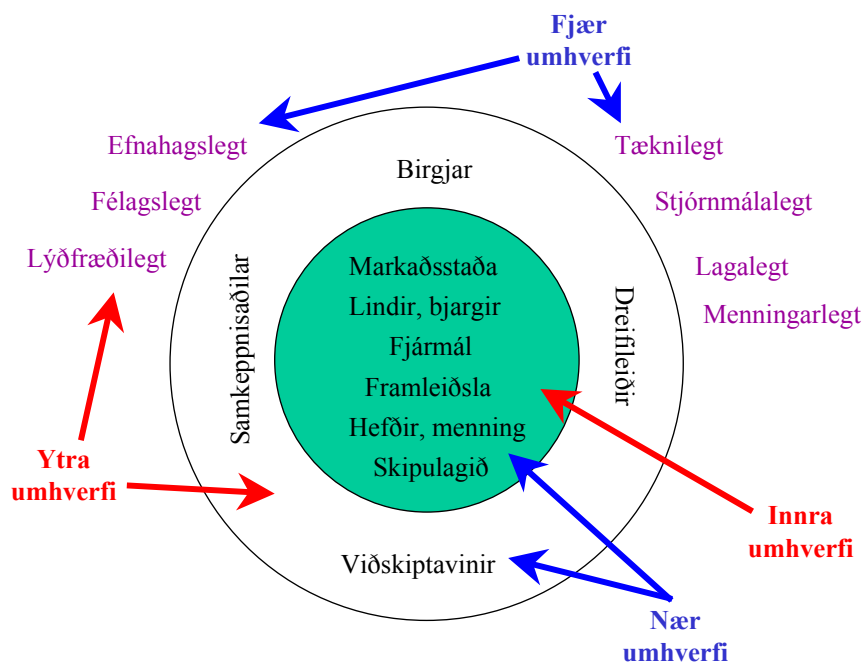 Fjær
umhverfi
Efnahagslegt
Félagslegt
Lýðfræðilegt
Tæknilegt
Stjórnmálalegt
Lagalegt
Menningarlegt
Birgjar
Samkeppnisaðilar
Dreifileiðir
Markaðsstaða
Lindir, bjargir
Fjármál
Framleiðsla
Hefðir, menning
Skipulagið
Viðskiptavinir
Ytra
umhverfi
Innra
umhverfi
Nær
umhverfi